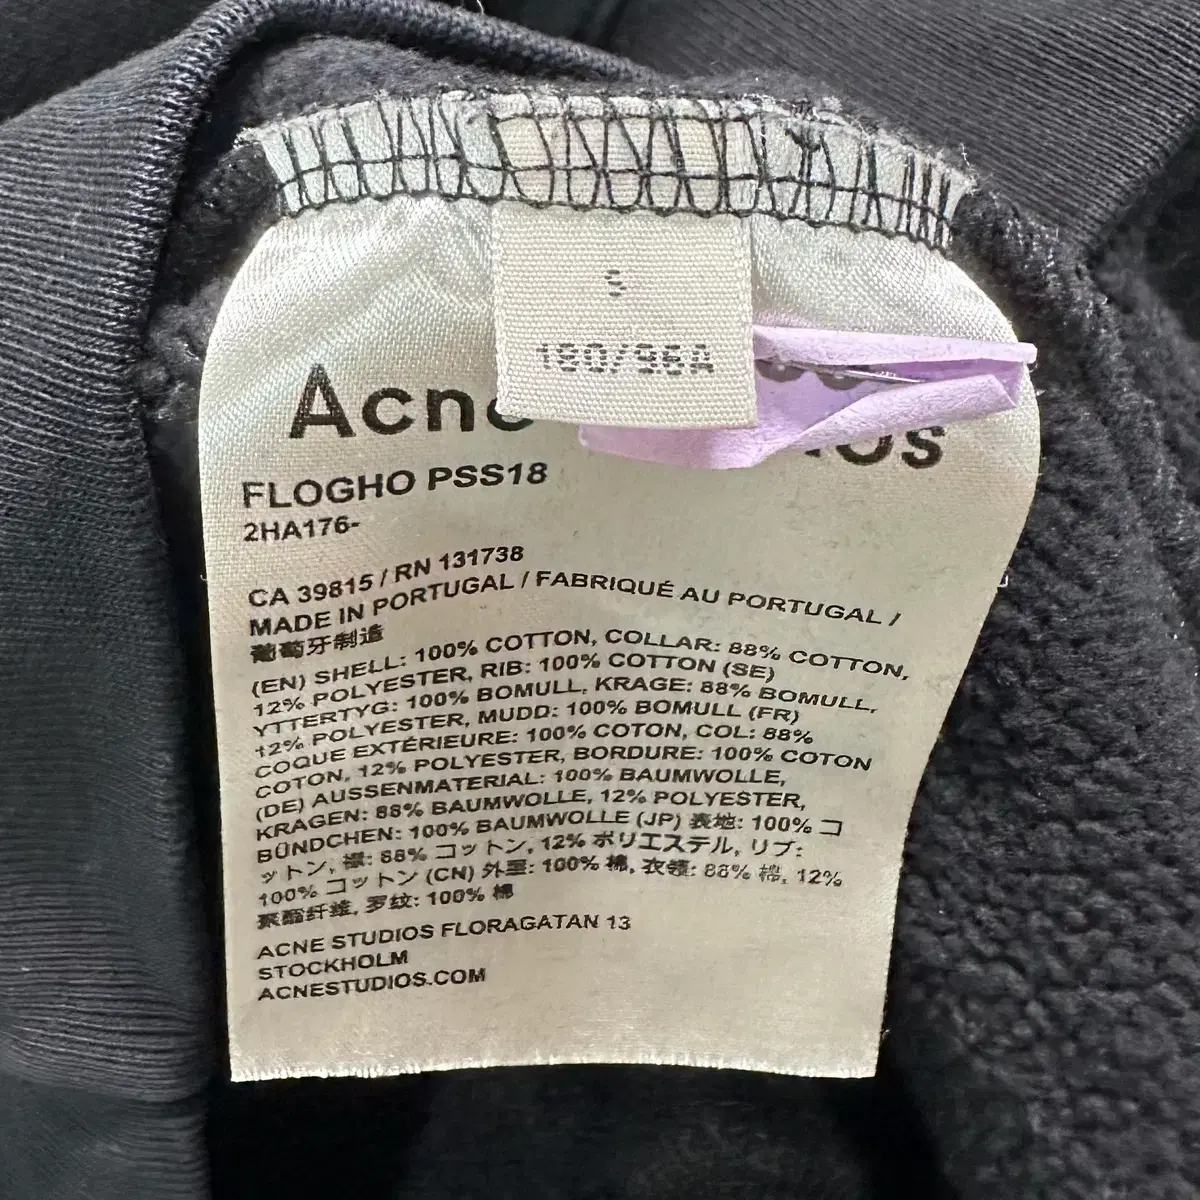 S
180/96A
Acne
os
FLOGHO PSS18
2HA176-
CA 39815 / RN 131738
MADE IN PORTUGAL / FABRIQUÉ AU PORTUGAL /
葡萄牙制造
(EN) SHELL: 100% COTTON, COLLAR: 88% COTTON,
12% POLYESTER, RIB: 100% COTTON (SE)
YTTERTYG: 100% BOMULL, KRAGE: 88% BOMULL,
12% POLYESTER, MUDD: 100% BOMULL (FR)
COQUE EXTÉRIEURE: 100% COTON, COL: 88%
COTON, 12% POLYESTER, BORDURE: 100% COTON
(DE) AUSSENMATERIAL: 100% BAUMWOLLE,
KRAGEN: 88% BAUMWOLLE, 12% POLYESTER,
BÜNDCHEN: 100% BAUMWOLLE (JP) 表地: 100% コ
ットン, 襟: 88% コットン, 12% ポリエステル, リブ:
100% コットン (CN) 外里: 100% 棉, 衣领: 88% 棉, 12%
聚酯纤维, 罗纹: 100% 棉
ACNE STUDIOS FLORAGATAN 13
STOCKHOLM
ACNESTUDIOS.COM